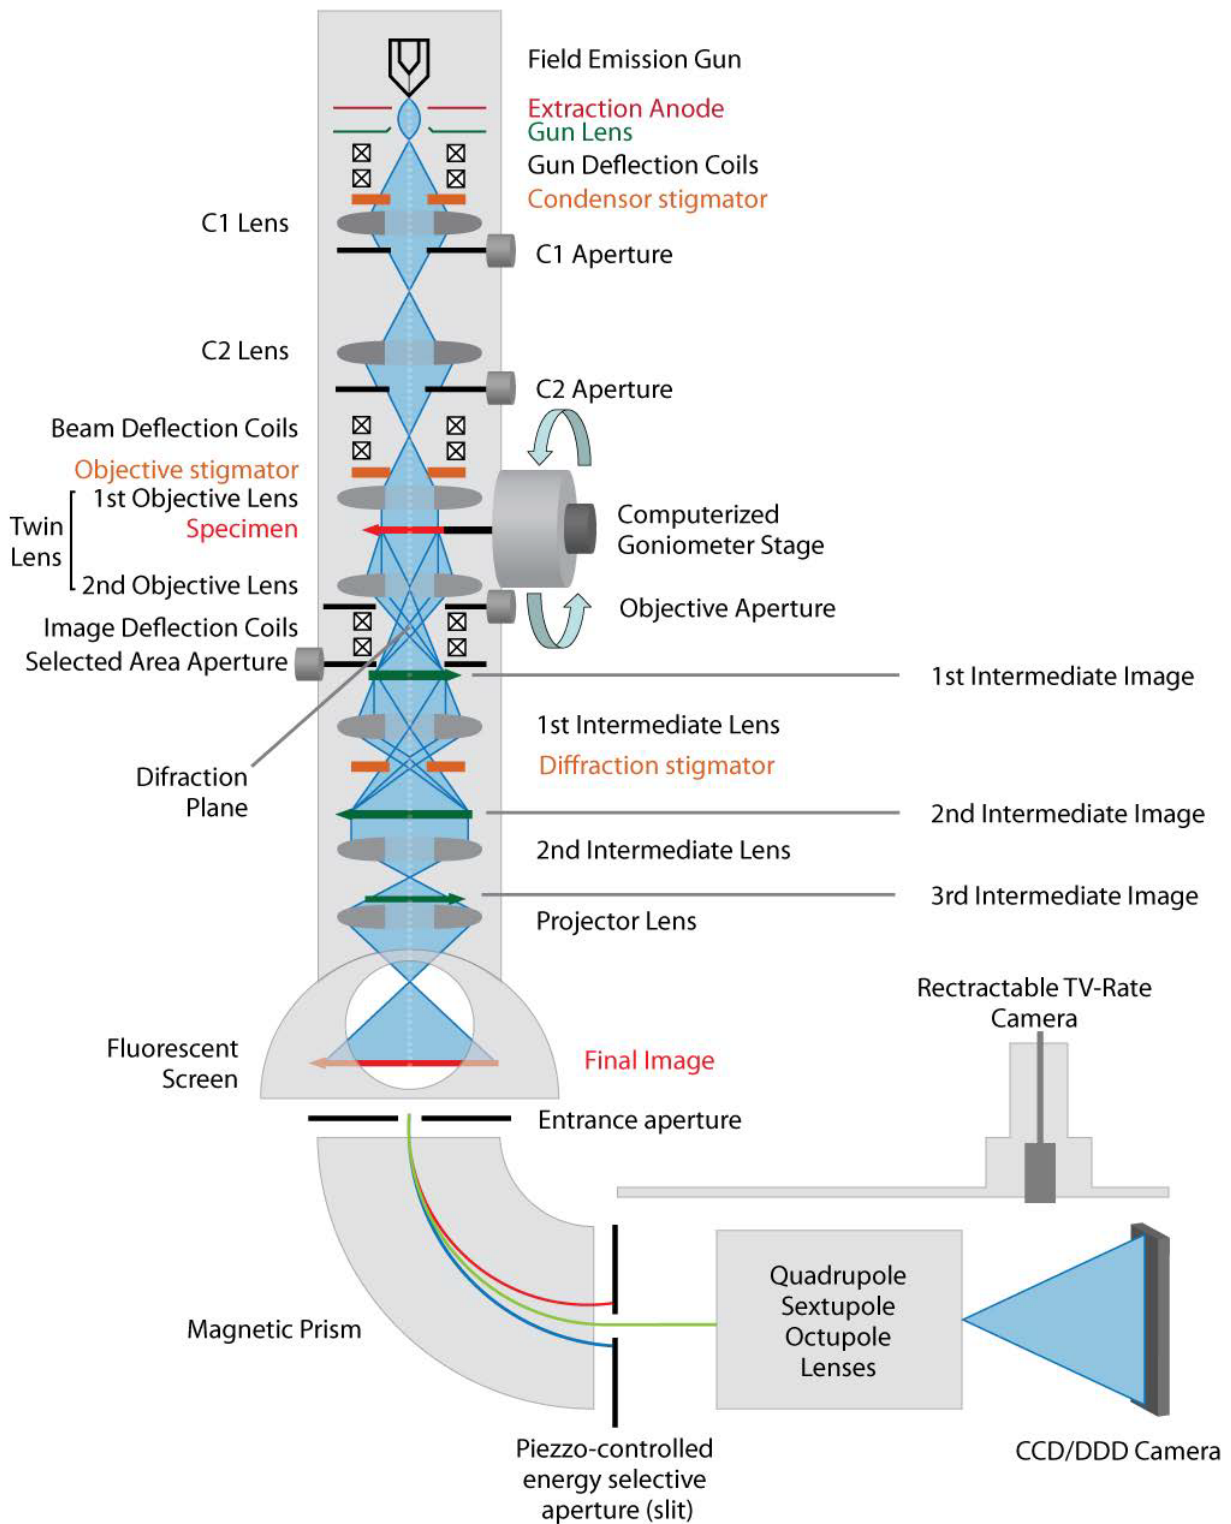 Field Emission Gun
Extraction Anode
Gun Lens
Gun Deflection Coils
Condensor stigmator
C1 Lens
C1 Aperture
C2 Lens
C2 Aperture
Beam Deflection Coils
Objective stigmator
1st Objective Lens
Twin
Lens
Specimen
Computerized
Goniometer Stage
2nd Objective Lens
Objective Aperture
Image Deflection Coils
Selected Area Aperture
1st Intermediate Image
1st Intermediate Lens
Diffraction stigmator
Difraction
Plane
2nd Intermediate Image
2nd Intermediate Lens
3rd Intermediate Image
Projector Lens
Rectractable TV-Rate
Camera
Fluorescent
Screen
Final Image
Entrance aperture
Quadrupole
Sextupole
Octupole
Lenses
Magnetic Prism
Piezzo-controlled
energy selective
aperture (slit)
CCD/DDD Camera